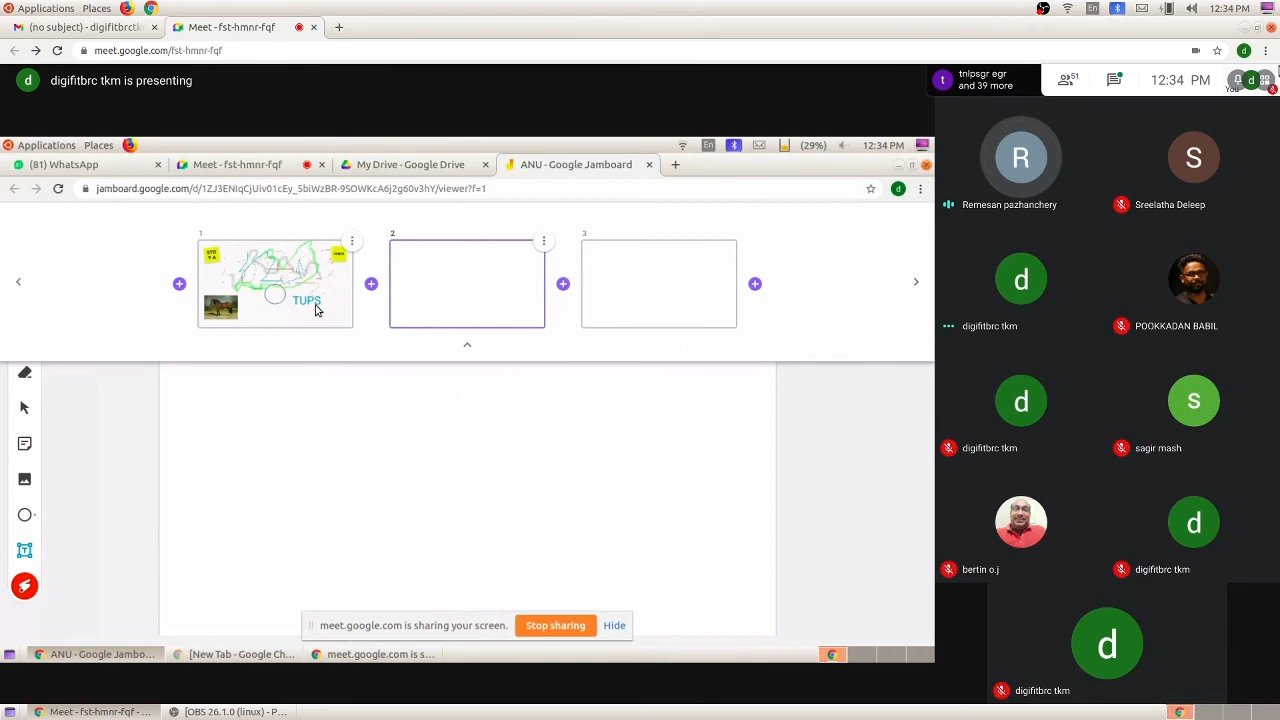 Applications Places
En
12:34 PM
(no subject) - digifitbrctk
Meet - fst-hmnr-fqf
meet.google.com/fst-hmnr-fqf
d
digifitbrc tkm is presenting
t
tnlpsgr egr
and 39 more
51
12:34 PM
d
You
Applications Places
En
(29%)
12:34 PM
(81) WhatsApp
Meet - fst-hmnr-fqf
My Drive - Google Drive
ANU - Google Jamboard
jamboard.google.com/d/1ZJ3ENIqCjUiv01cEy_5biWzBR-9SOWKcA6j2g60v3hY/viewer?f=1
d
1
2
3
TUPS
T
meet.google.com is sharing your screen.
Stop sharing
Hide
ANU - Google Jambo...
[New Tab - Google Ch...
meet.google.com is s...
R
Remesan pazhanchery
S
Sreelatha Deleep
d
digifitbrc tkm
POOKKADAN BABIL
d
digifitbrc tkm
s
sagir mash
bertin o.j
d
digifitbrc tkm
d
digifitbrc tkm
Meet - fst-hmnr-fqf - ...
[OBS 26.1.0 (linux) - P...